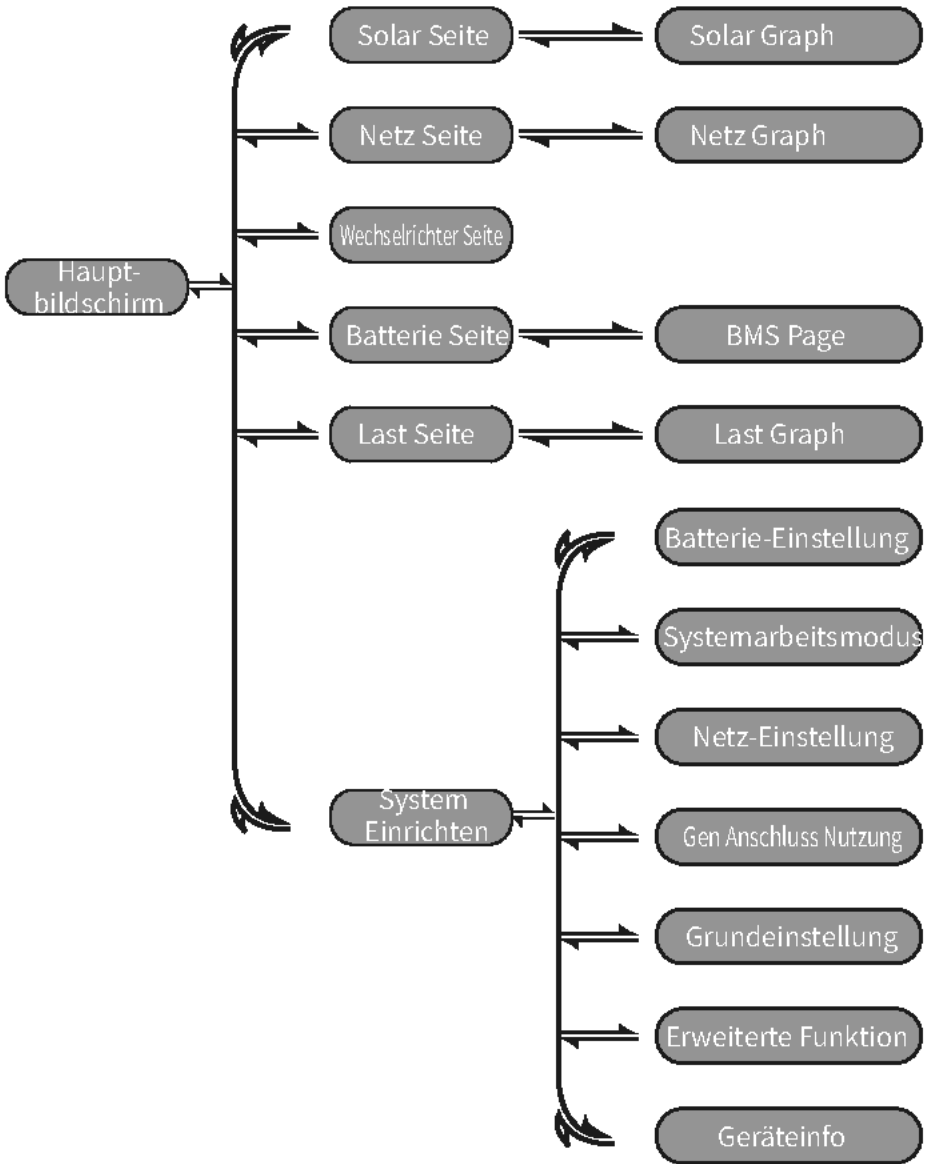 Solar Seite
Solar Graph
Netz Seite
Netz Graph
Wechselrichter Seite
Haupt-
bildschirm
Batterie Seite
BMS Page
Last Seite
Last Graph
Batterie-Einstellung
Systemarbeitsmodus
Netz-Einstellung
System
Einrichten
Gen Anschluss Nutzung
Grundeinstellung
Erweiterte Funktion
Geräteinfo